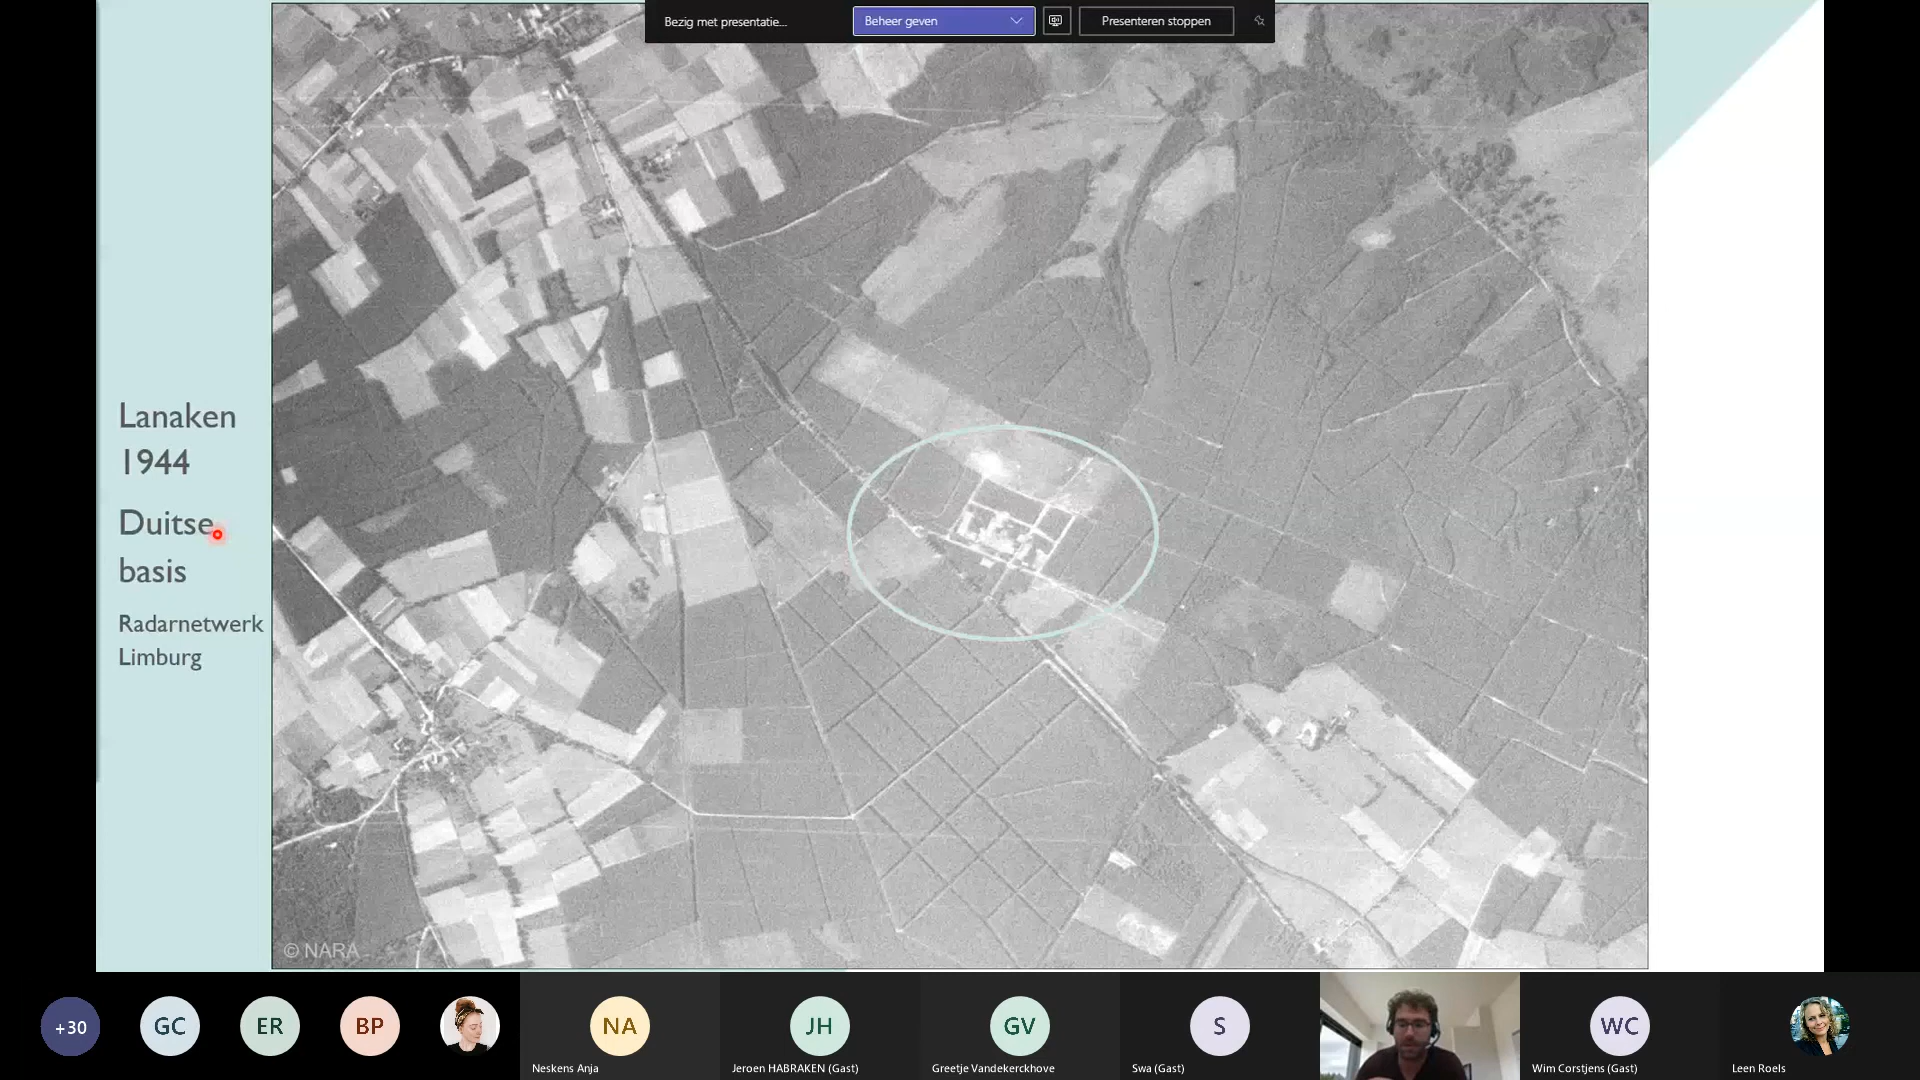 Bezig met presentatie...
Beheer geven
Presenteren stoppen
Lanaken
1944
Duitse
basis
Radarnetwerk
Limburg
© NARA
+30
GC
ER
BP
NA
JH
GV
S
WC
Neskens Anja
Jeroen HABRAKEN (Gast)
Greetje Vandekerckhove
Swa (Gast)
Wim Corstjens (Gast)
Leen Roels